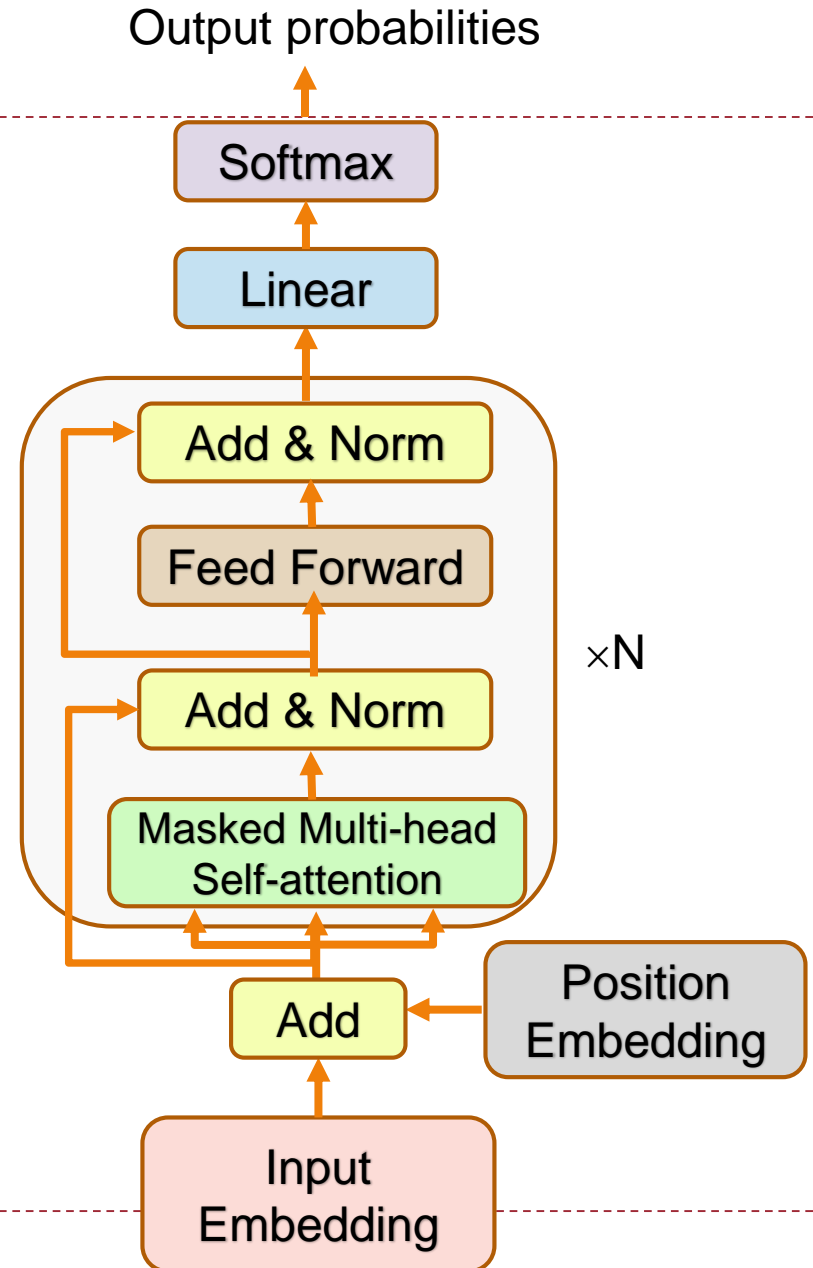 Output probabilities
Softmax
Linear
Add & Norm
Feed Forward
×N
Add & Norm
Masked Multi-head
Self-attention
Position
Embedding
Add
Input
Embedding